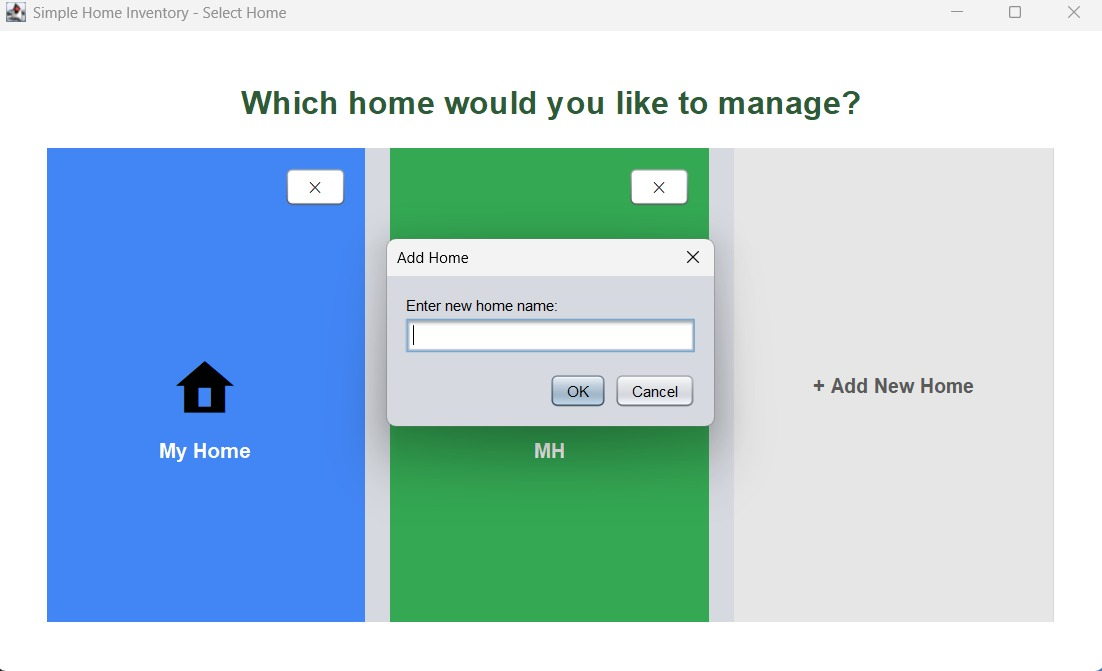 Simple Home Inventory - Select Home
Which home would you like to manage?
Add Home
Enter new home name:
OK
Cancel
My Home
MH
+ Add New Home